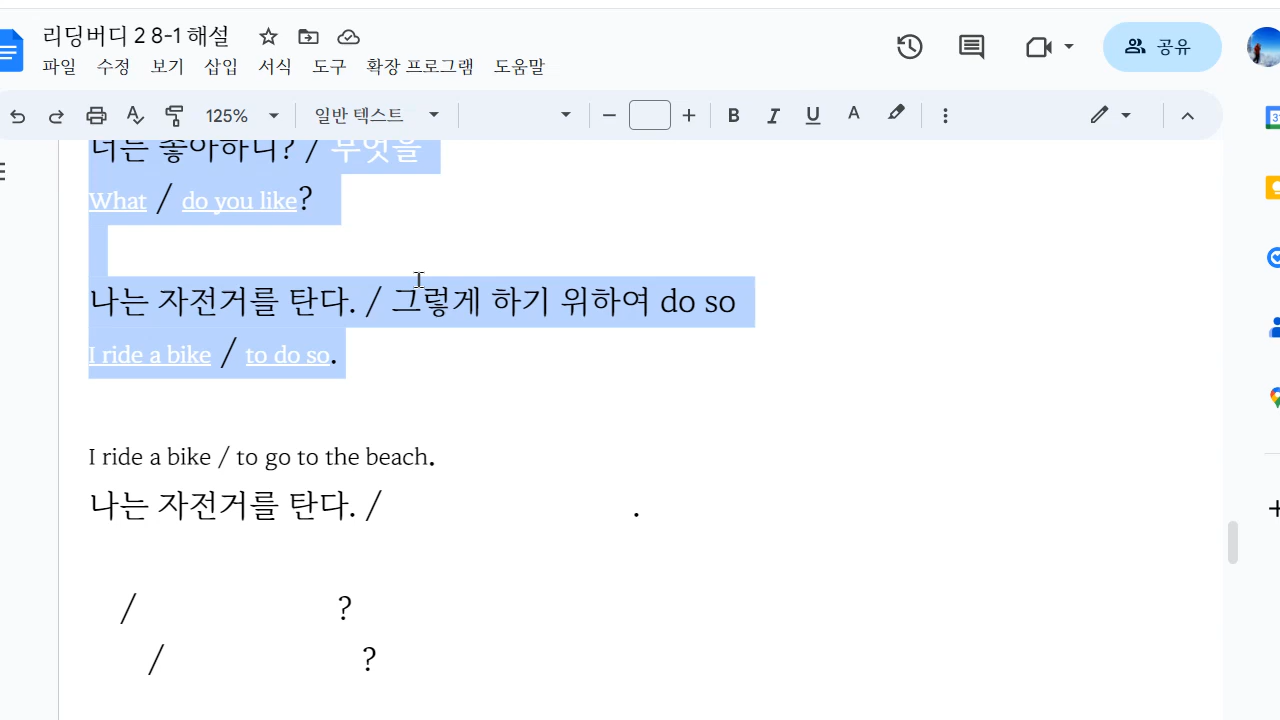 리딩버디 2 8-1 해설
파일 수정 보기 삽입 서식 도구 확장 프로그램 도움말
공유
125% 일반 텍스트 B I U A
너는 좋아하니? / 무엇을
What / do you like?
나는 자전거를 탄다. / 그렇게 하기 위하여 do so
I ride a bike / to do so.
I ride a bike / to go to the beach.
나는 자전거를 탄다. / .
/ ?
/ ?